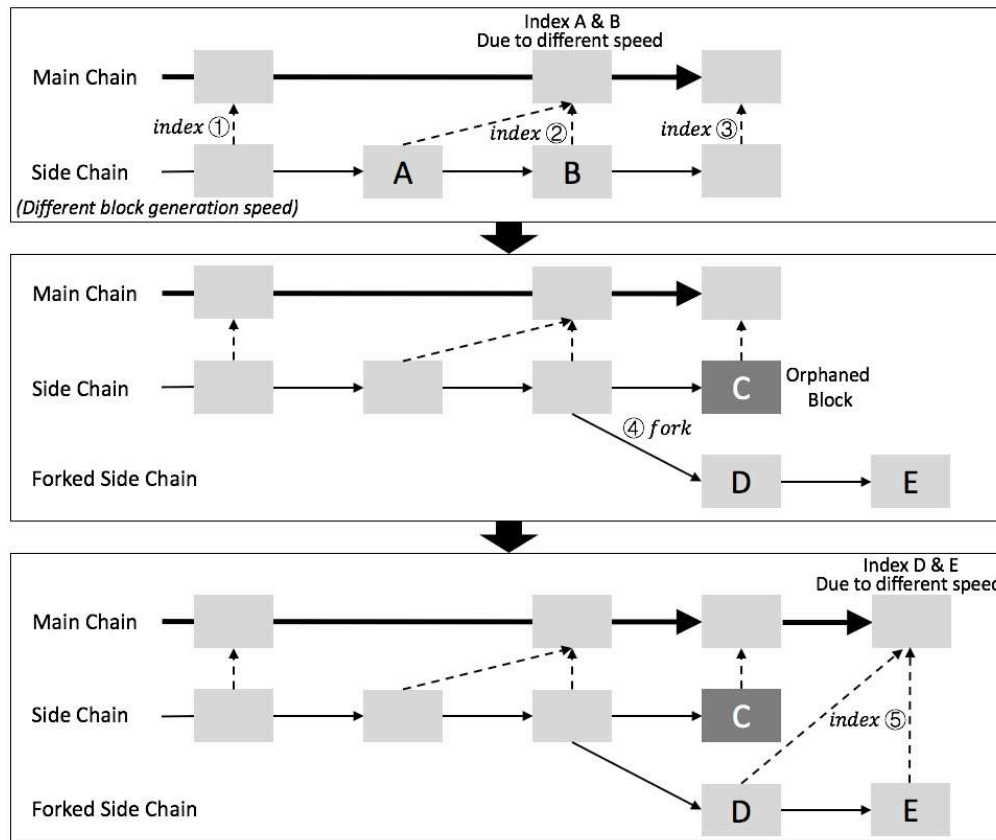 Index A & B
Due to different speed
Main Chain
index ①
index ②
index ③
Side Chain
A
B
(Different block generation speed)
Main Chain
Side Chain
C
Orphaned
Block
④ fork
Forked Side Chain
D
E
Index D & E
Due to different speed
Main Chain
Side Chain
C
index ⑤
Forked Side Chain
D
E